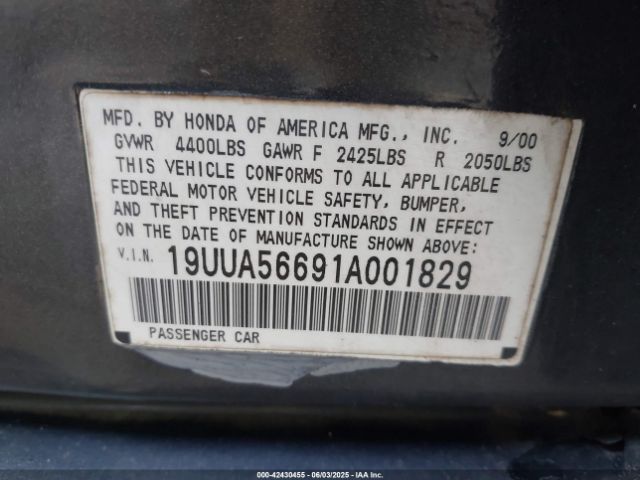 MFD. BY HONDA OF AMERICA MFG., INC. 9/00
GVWR 4400LBS GAWR F 2425LBS R 2050LBS
THIS VEHICLE CONFORMS TO ALL APPLICABLE
FEDERAL MOTOR VEHICLE SAFETY, BUMPER,
AND THEFT PREVENTION STANDARDS IN EFFECT
ON THE DATE OF MANUFACTURE SHOWN ABOVE:
V.I.N. 19UUA56691A001829
PASSENGER CAR
000-42430455 - 06/03/2025 - IAAI.COM